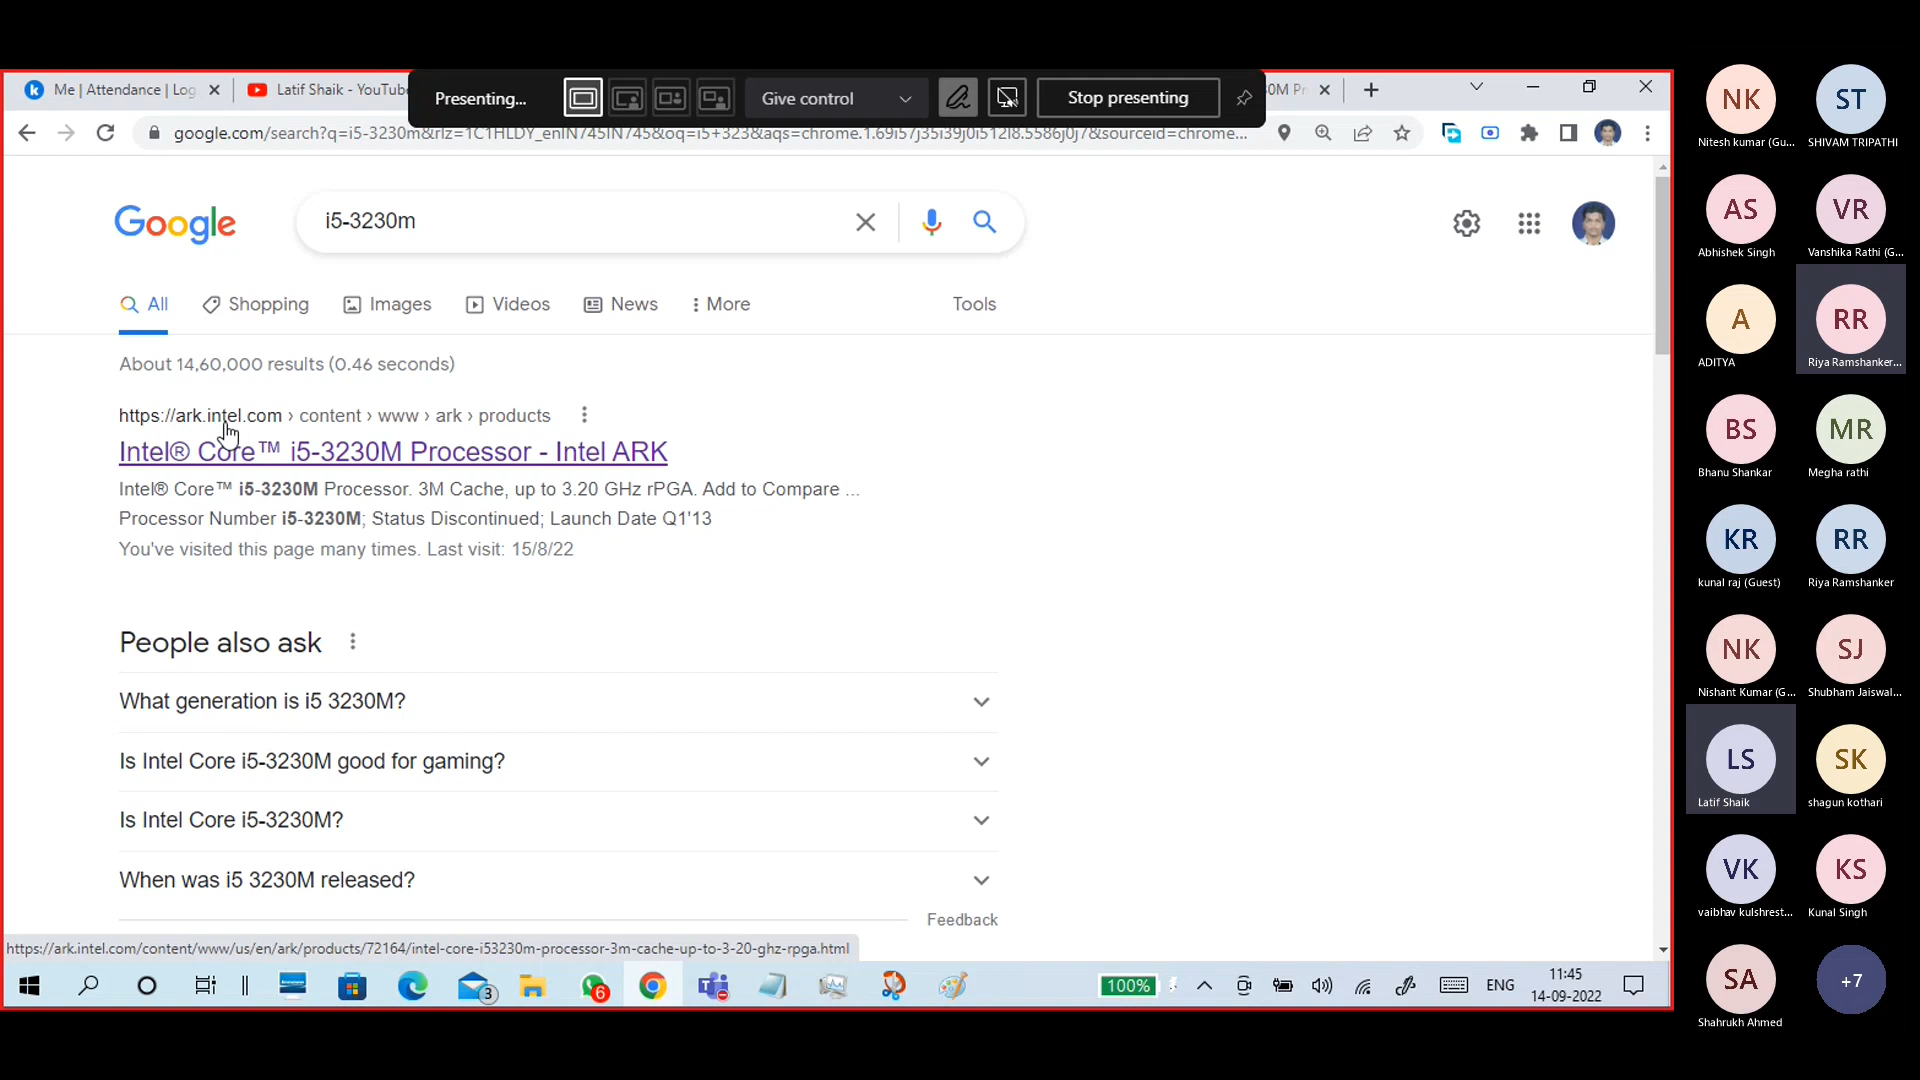 Me | Attendance | Log
Latif Shaik - YouTube
Presenting...
Give control
Stop presenting
google.com/search?q=i5-3230m&rlz=1C1HLDY_enIN745IN745&oq=i5+323&aqs=chrome.1.69i57j35i39j0i512l8.5586j0j7&sourceid=chrome...
Google
i5-3230m
All
Shopping
Images
Videos
News
More
Tools
About 14,60,000 results (0.46 seconds)
https://ark.intel.com › content › www › ark › products
Intel® Core™ i5-3230M Processor - Intel ARK
Intel® Core™ i5-3230M Processor. 3M Cache, up to 3.20 GHz rPGA. Add to Compare ...
Processor Number i5-3230M; Status Discontinued; Launch Date Q1'13
You've visited this page many times. Last visit: 15/8/22
People also ask
What generation is i5 3230M?
Is Intel Core i5-3230M good for gaming?
Is Intel Core i5-3230M?
When was i5 3230M released?
Feedback
https://ark.intel.com/content/www/us/en/ark/products/72164/intel-core-i53230m-processor-3m-cache-up-to-3-20-ghz-rpga.html
3
6
100%
ENG
11:45
14-09-2022
NK
Nitesh kumar (Gu...
ST
SHIVAM TRIPATHI
AS
Abhishek Singh
VR
Vanshika Rathi (G...
A
ADITYA
RR
Riya Ramshanker...
BS
Bhanu Shankar
MR
Megha rathi
KR
kunal raj (Guest)
RR
Riya Ramshanker
NK
Nishant Kumar (G...
SJ
Shubham Jaiswal...
LS
Latif Shaik
SK
shagun kothari
VK
vaibhav kulshrest...
KS
Kunal Singh
SA
Shahrukh Ahmed
+7